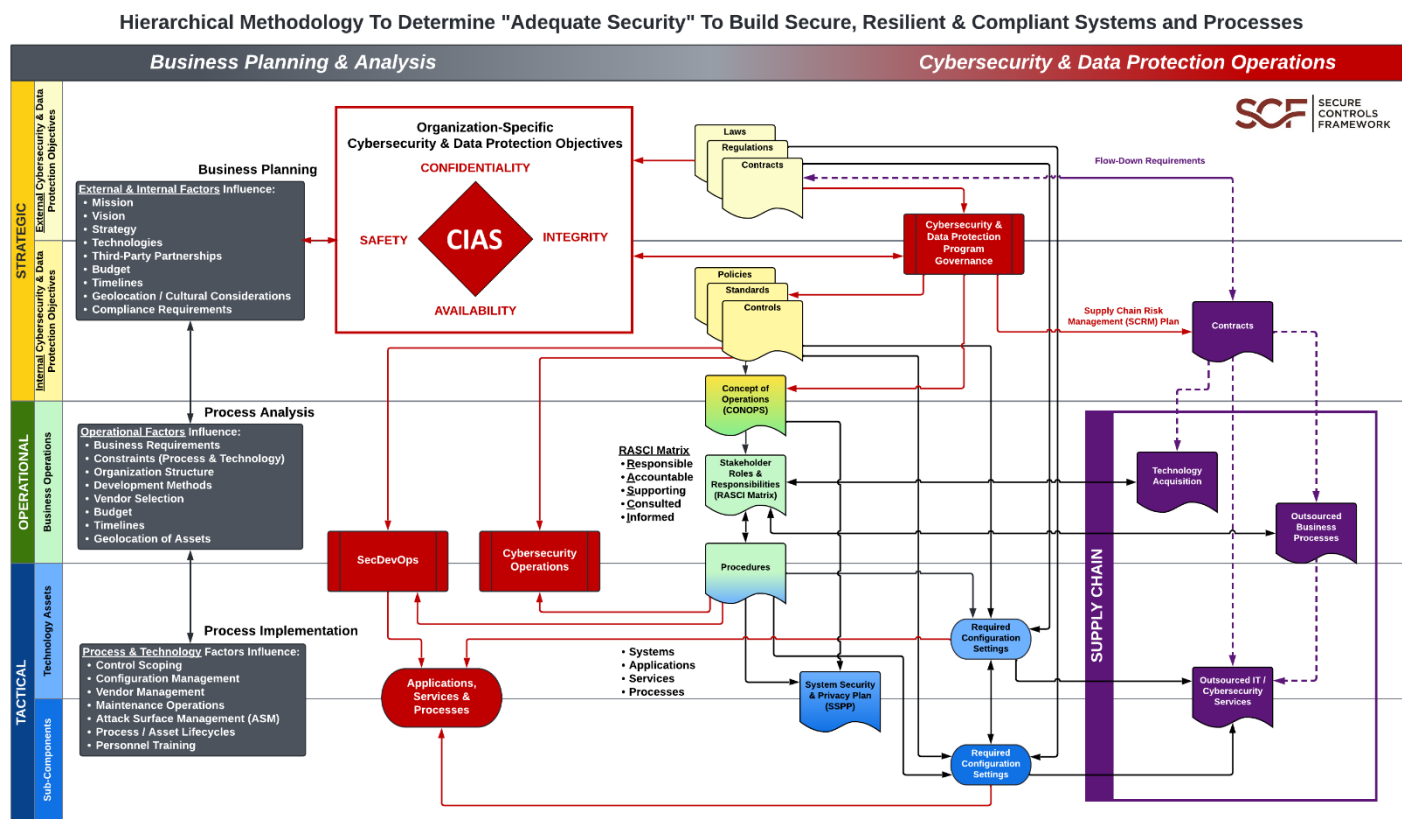 Hierarchical Methodology To Determine "Adequate Security" To Build Secure, Resilient & Compliant Systems and Processes
Business Planning & Analysis
Cybersecurity & Data Protection Operations
STRATEGIC
External Cybersecurity & Data
Protection Objectives
Internal Cybersecurity & Data
Protection Objectives
OPERATIONAL
Business Operations
TACTICAL
Technology Assets
Sub-Components
Business Planning
External & Internal Factors Influence:
• Mission
• Vision
• Strategy
• Technologies
• Third-Party Partnerships
• Budget
• Timelines
• Geolocation / Cultural Considerations
• Compliance Requirements
Process Analysis
Operational Factors Influence:
• Business Requirements
• Constraints (Process & Technology)
• Organization Structure
• Development Methods
• Vendor Selection
• Budget
• Timelines
• Geolocation of Assets
Process Implementation
Process & Technology Factors Influence:
• Control Scoping
• Configuration Management
• Vendor Management
• Maintenance Operations
• Attack Surface Management (ASM)
• Process / Asset Lifecycles
• Personnel Training
Organization-Specific
Cybersecurity & Data Protection Objectives
CONFIDENTIALITY
SAFETY
CIAS
INTEGRITY
AVAILABILITY
Laws
Regulations
Contracts
SCF
SECURE
CONTROLS
FRAMEWORK
Flow-Down Requirements
Cybersecurity &
Data Protection
Program
Governance
Policies
Standards
Controls
Supply Chain Risk
Management (SCRM) Plan
Contracts
Concept of
Operations
(CONOPS)
RASCI Matrix
• Responsible
• Accountable
• Supporting
• Consulted
• Informed
Stakeholder
Roles &
Responsibilities
(RASCI Matrix)
SecDevOps
Cybersecurity
Operations
Procedures
Applications,
Services &
Processes
• Systems
• Applications
• Services
• Processes
System Security
& Privacy Plan
(SSPP)
Required
Configuration
Settings
Required
Configuration
Settings
SUPPLY CHAIN
Technology
Acquisition
Outsourced
Business
Processes
Outsourced IT /
Cybersecurity
Services